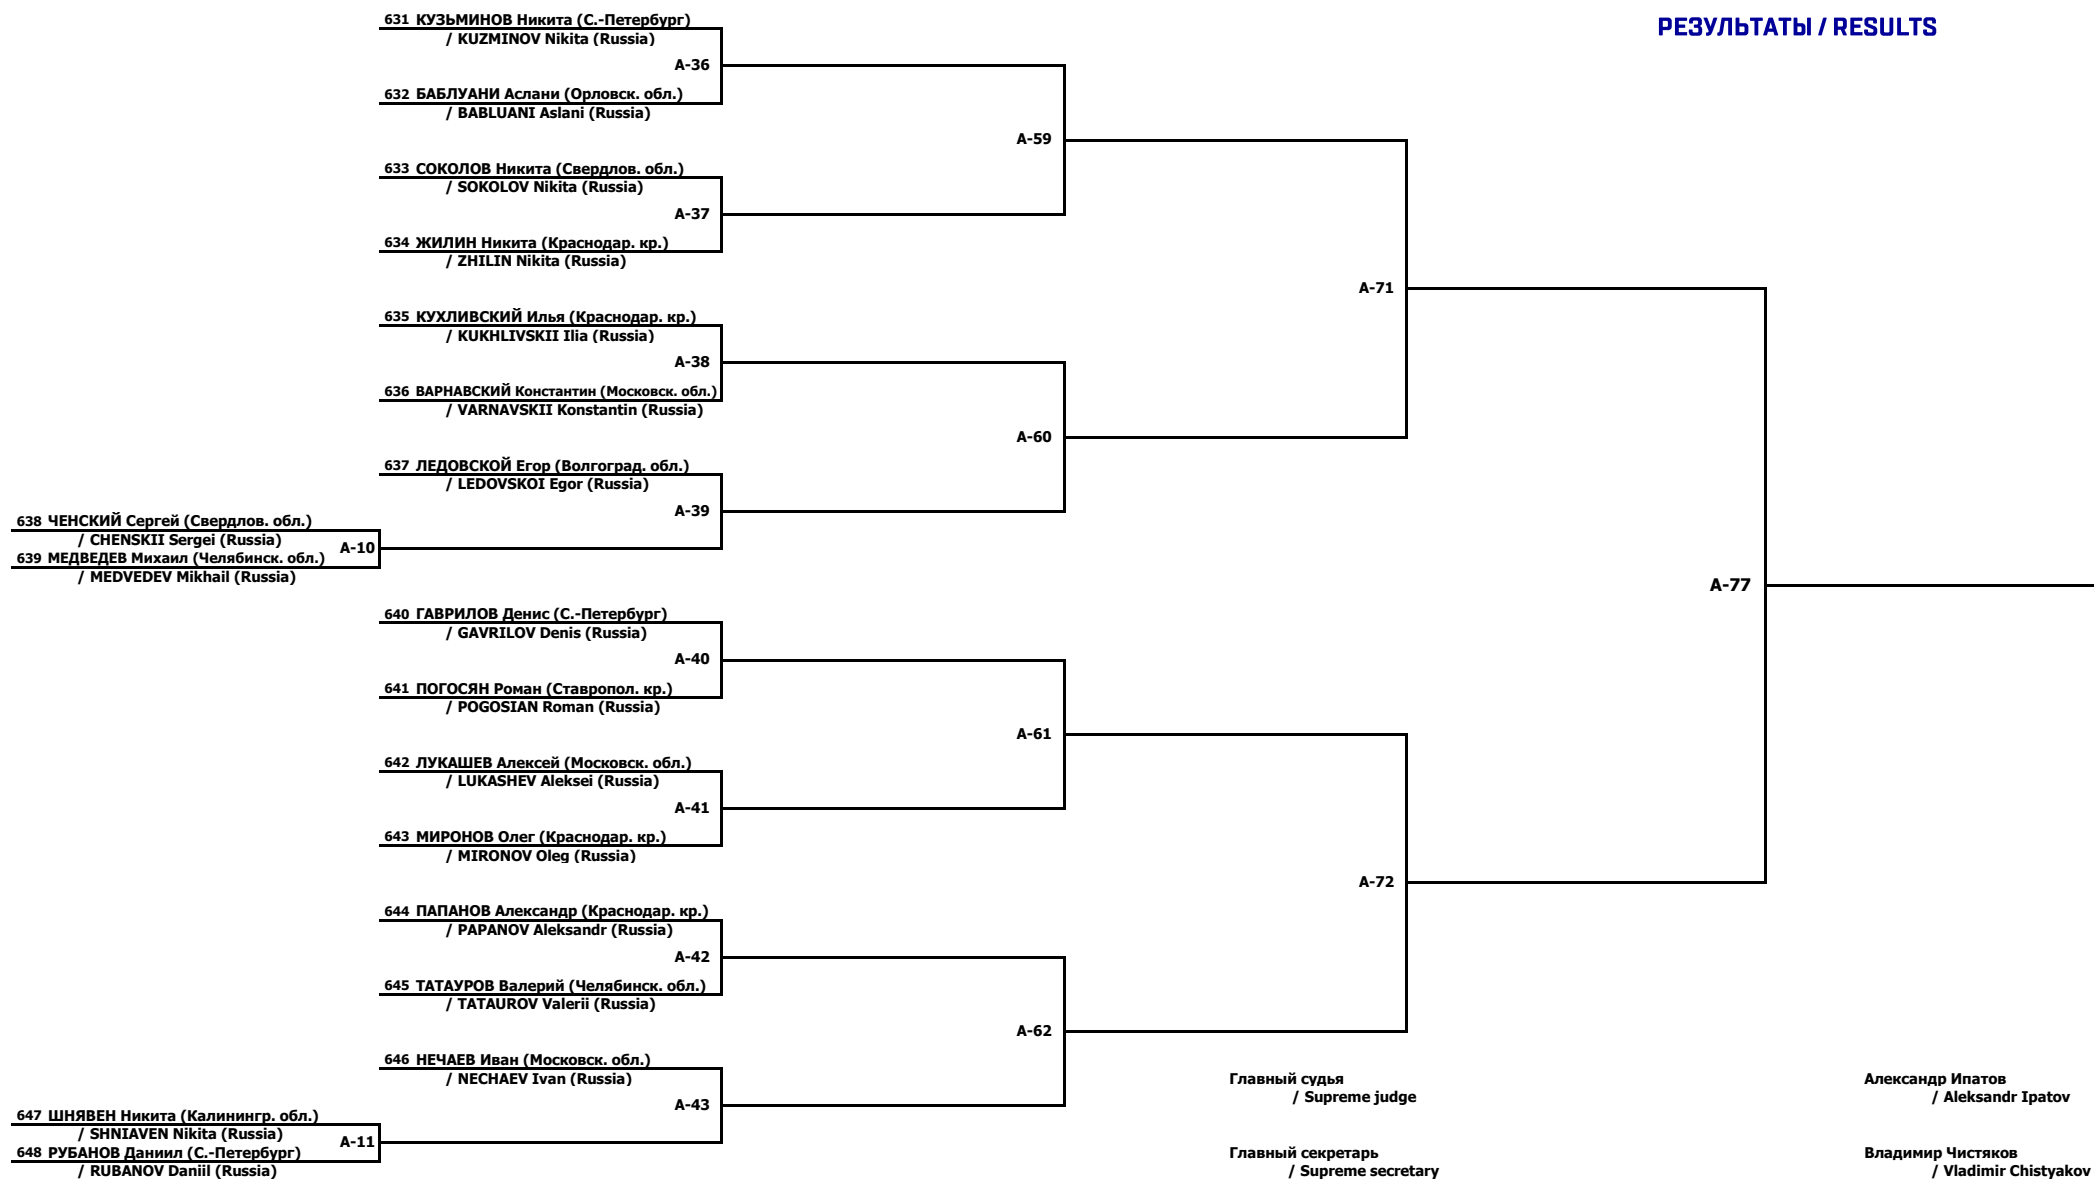 РЕЗУЛЬТАТЫ / RESULTS
631 КУЗЬМИНОВ Никита (С.-Петербург)
/ KUZMINOV Nikita (Russia)
A-36
632 БАБЛУАНИ Аслани (Орловск. обл.)
/ BABLUANI Aslani (Russia)
A-59
633 СОКОЛОВ Никита (Свердлов. обл.)
/ SOKOLOV Nikita (Russia)
A-37
634 ЖИЛИН Никита (Краснодар. кр.)
/ ZHILIN Nikita (Russia)
A-71
635 КУХЛИВСКИЙ Илья (Краснодар. кр.)
/ KUKHLIVSKII Ilia (Russia)
A-38
636 ВАРНАВСКИЙ Константин (Московск. обл.)
/ VARNAVSKII Konstantin (Russia)
A-60
637 ЛЕДОВСКОЙ Егор (Волгоград. обл.)
/ LEDOVSKOI Egor (Russia)
A-39
638 ЧЕНСКИЙ Сергей (Свердлов. обл.)
/ CHENSKII Sergei (Russia)
A-10
639 МЕДВЕДЕВ Михаил (Челябинск. обл.)
/ MEDVEDEV Mikhail (Russia)
A-77
640 ГАВРИЛОВ Денис (С.-Петербург)
/ GAVRILOV Denis (Russia)
A-40
641 ПОГОСЯН Роман (Ставропол. кр.)
/ POGOSIAN Roman (Russia)
A-61
642 ЛУКАШЕВ Алексей (Московск. обл.)
/ LUKASHEV Aleksei (Russia)
A-41
643 МИРОНОВ Олег (Краснодар. кр.)
/ MIRONOV Oleg (Russia)
A-72
644 ПАПАНОВ Александр (Краснодар. кр.)
/ PAPANOV Aleksandr (Russia)
A-42
645 ТАТАУРОВ Валерий (Челябинск. обл.)
/ TATAUROV Valerii (Russia)
A-62
646 НЕЧАЕВ Иван (Московск. обл.)
/ NECHAEV Ivan (Russia)
A-43
647 ШНЯВЕН Никита (Калинингр. обл.)
/ SHNIAVEN Nikita (Russia)
A-11
648 РУБАНОВ Даниил (С.-Петербург)
/ RUBANOV Daniil (Russia)
Главный судья
/ Supreme judge
Александр Ипатов
/ Aleksandr Ipatov
Главный секретарь
/ Supreme secretary
Владимир Чистяков
/ Vladimir Chistyakov